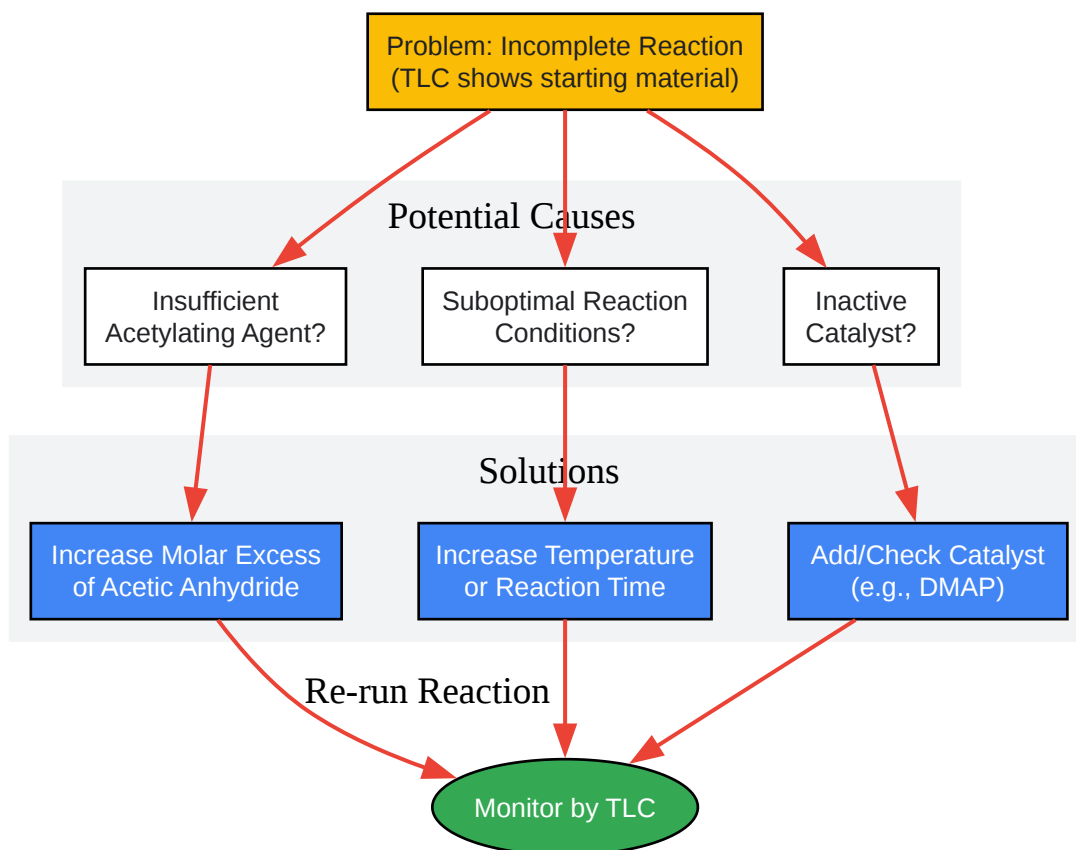 Problem: Incomplete Reaction
(TLC shows starting material)
Potential Causes
Insufficient
Acetylating Agent?
Suboptimal Reaction
Conditions?
Inactive
Catalyst?
Solutions
Increase Molar Excess
of Acetic Anhydride
Increase Temperature
or Reaction Time
Add/Check Catalyst
(e.g., DMAP)
Re-run Reaction
Monitor by TLC